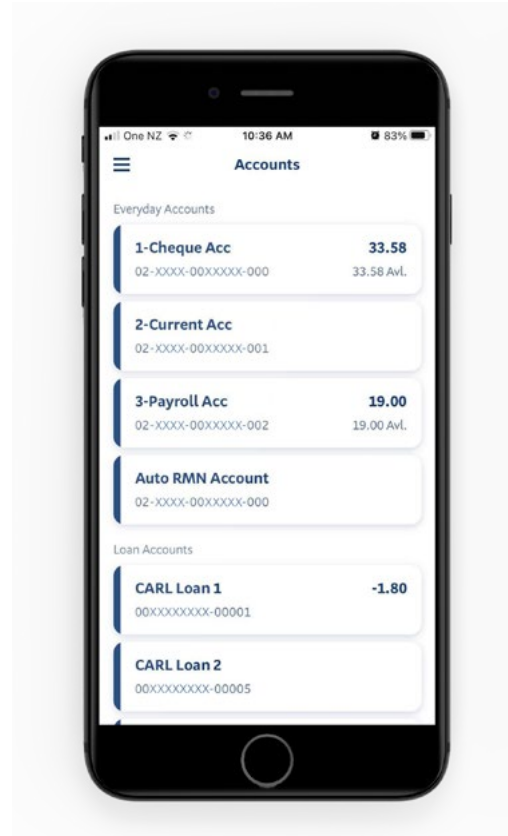 One NZ 10:36 AM 83%
Accounts
Everyday Accounts
1-Cheque Acc 33.58
02-XXXX-00XXXXX-000 33.58 Avl.
2-Current Acc
02-XXXX-00XXXXX-001
3-Payroll Acc 19.00
02-XXXX-00XXXXX-002 19.00 Avl.
Auto RMN Account
02-XXXX-00XXXXX-000
Loan Accounts
CARL Loan 1 -1.80
00XXXXXXXX-00001
CARL Loan 2
00XXXXXXXX-00005